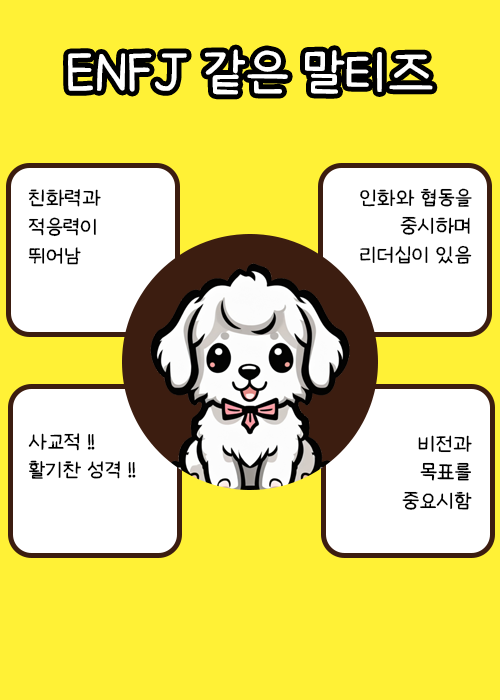 ENFJ 같은 말티즈
친화력과
적응력이
뛰어남
인화와 협동을
중시하며
리더십이 있음
사교적 !!
활기찬 성격 !!
비전과
목표를
중요시함